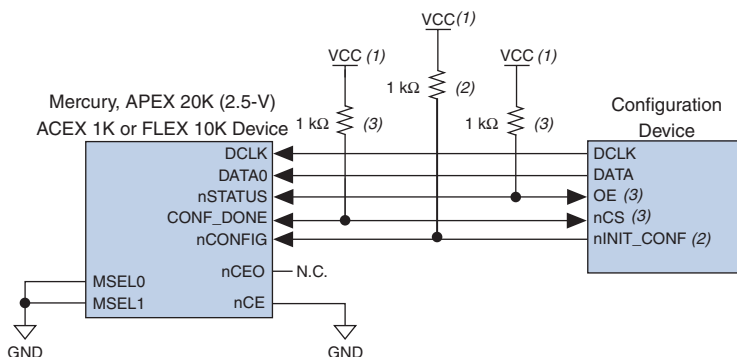 VCC(1)
VCC (1)
VCC (1)
1 kΩ
(2)
Mercury, APEX 20K (2.5-V)
ACEX 1K or FLEX 10K Device
1 kΩ
(3)
1 kΩ
(3)
Configuration
Device
DCLK
DCLK
DATA0
DATA
nSTATUS
OE (3)
CONF_DONE
nCS (3)
nCONFIG
nINIT_CONF (2)
nCEO
N.C.
MSEL0
MSEL1
nCE
GND
GND